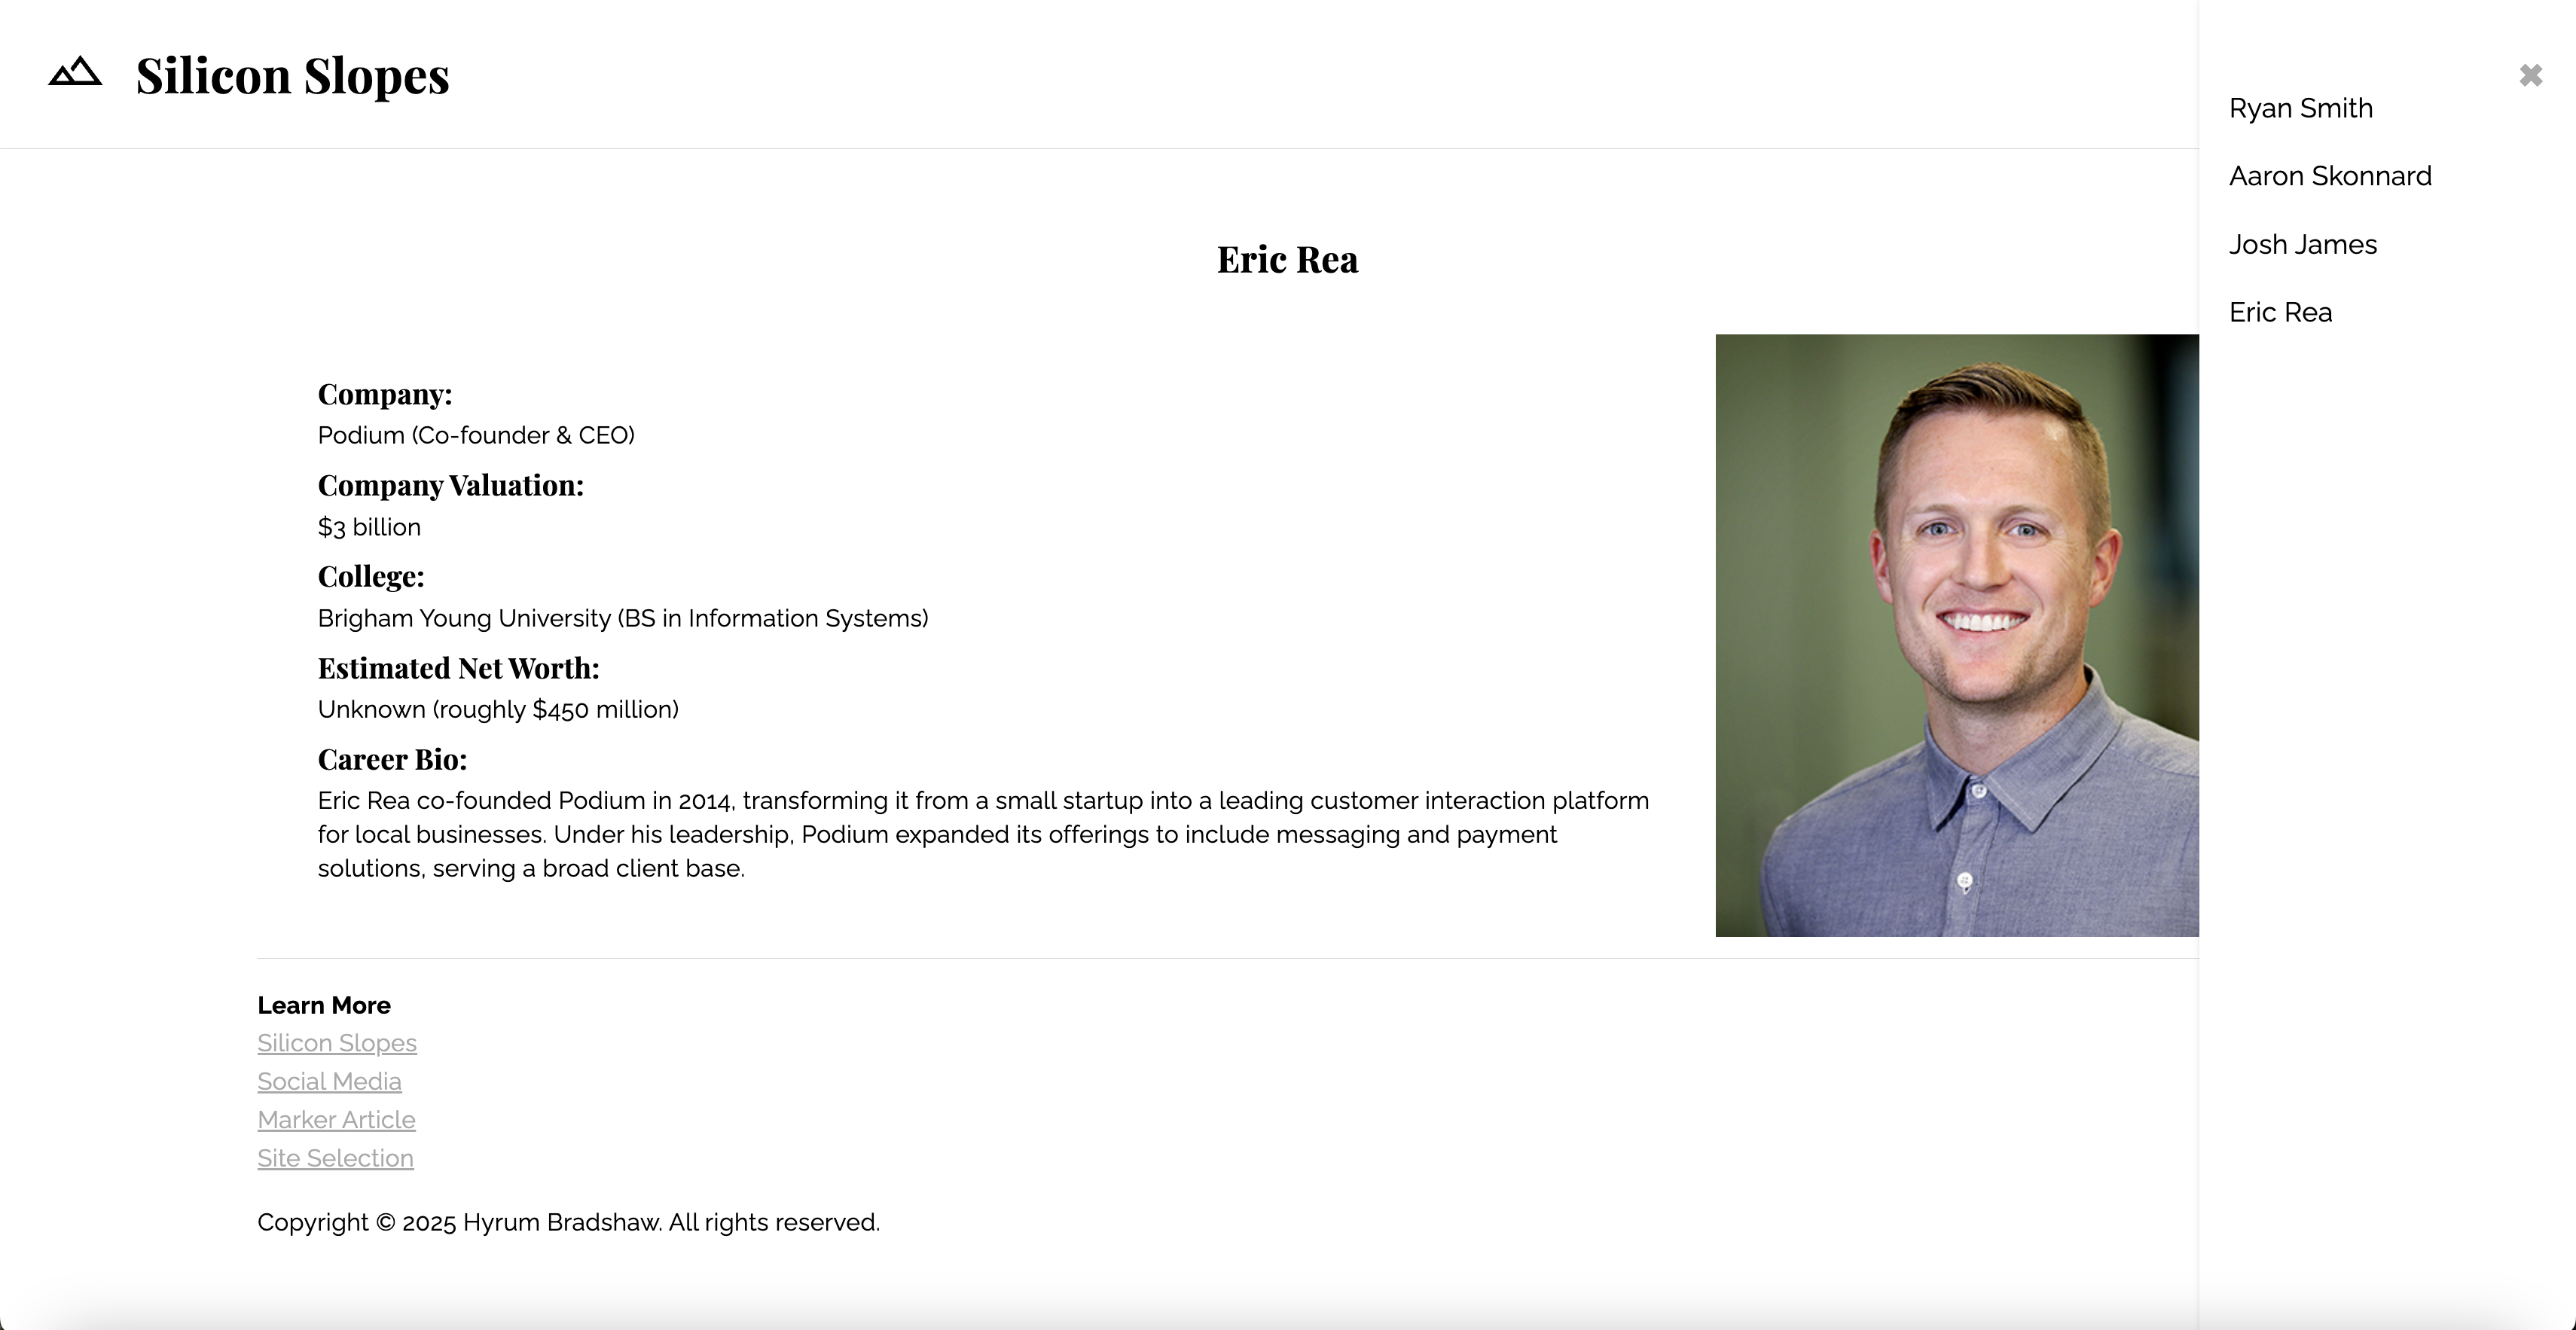 Silicon Slopes
Ryan Smith
Aaron Skonnard
Josh James
Eric Rea
Eric Rea
Company:
Podium (Co-founder & CEO)
Company Valuation:
$3 billion
College:
Brigham Young University (BS in Information Systems)
Estimated Net Worth:
Unknown (roughly $450 million)
Career Bio:
Eric Rea co-founded Podium in 2014, transforming it from a small startup into a leading customer interaction platform
for local businesses. Under his leadership, Podium expanded its offerings to include messaging and payment
solutions, serving a broad client base.
Learn More
Silicon Slopes
Social Media
Marker Article
Site Selection
Copyright © 2025 Hyrum Bradshaw. All rights reserved.